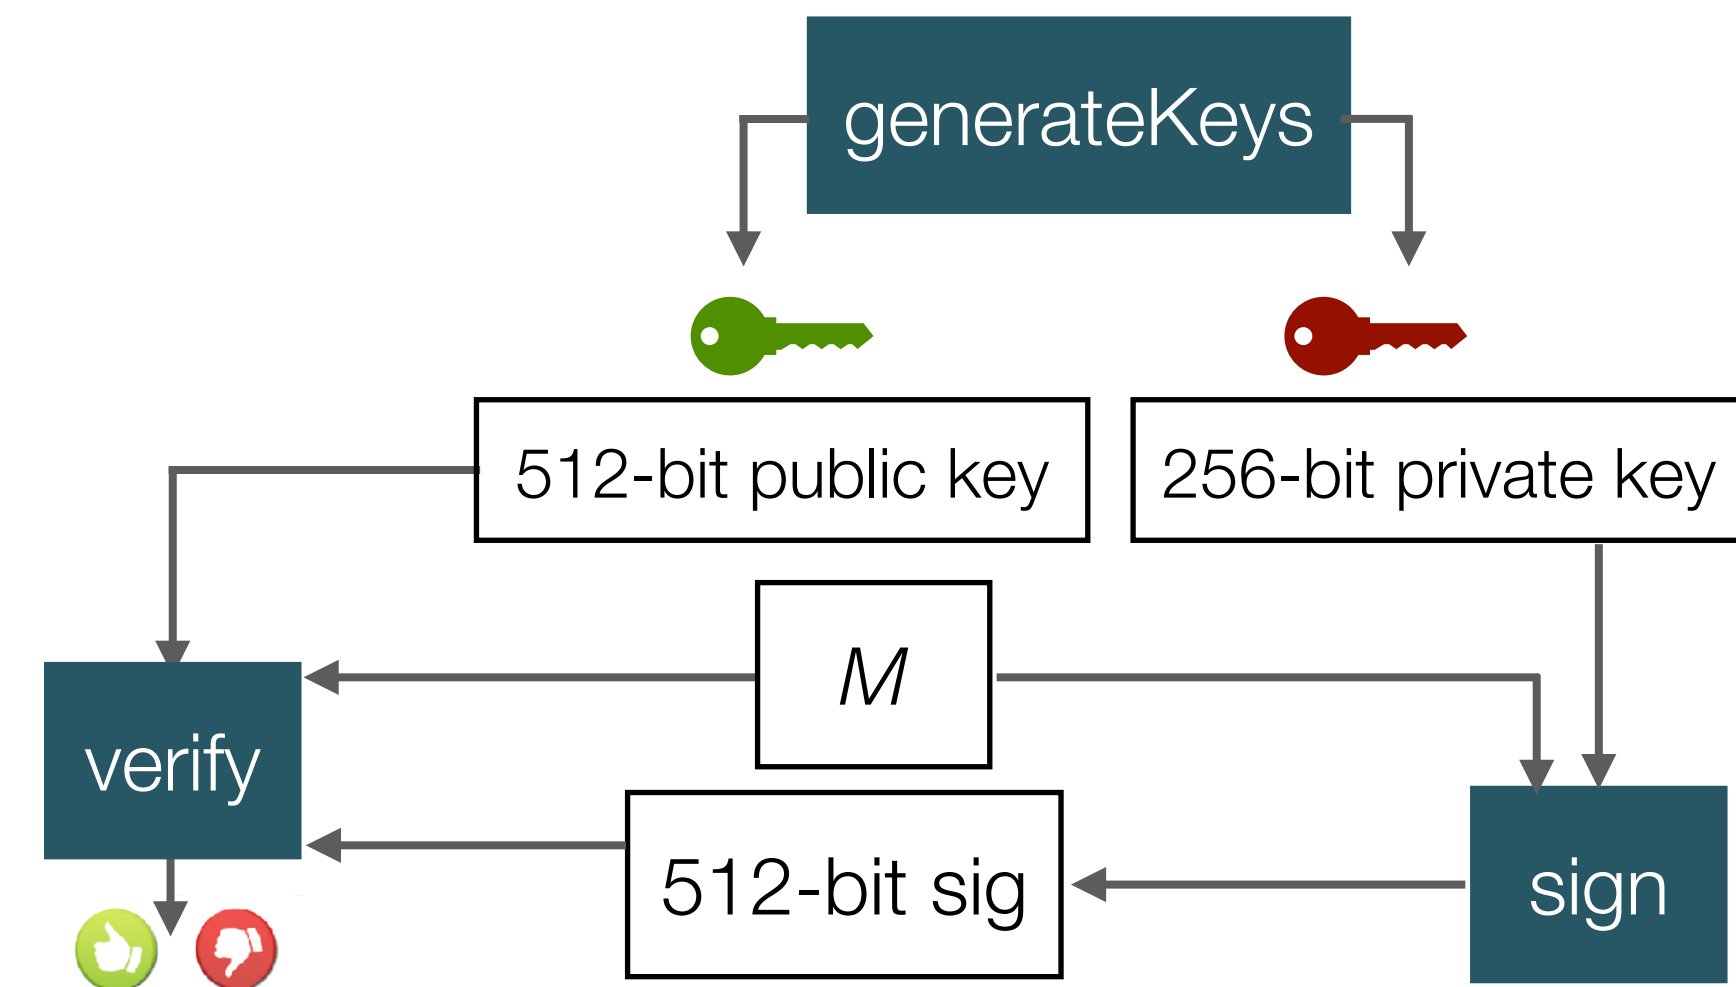 generateKeys
512-bit public key
256-bit private key
M
verify
512-bit sig
sign